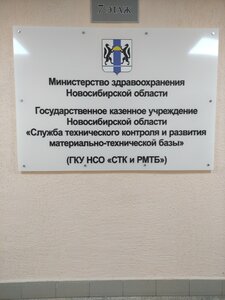 7 ЭТАЖ
Министерство здравоохранения
Новосибирской области
Государственное казенное учреждение
Новосибирской области
«Служба технического контроля и развития
материально-технической базы»
(ГКУ НСО «СТК и РМТБ»)